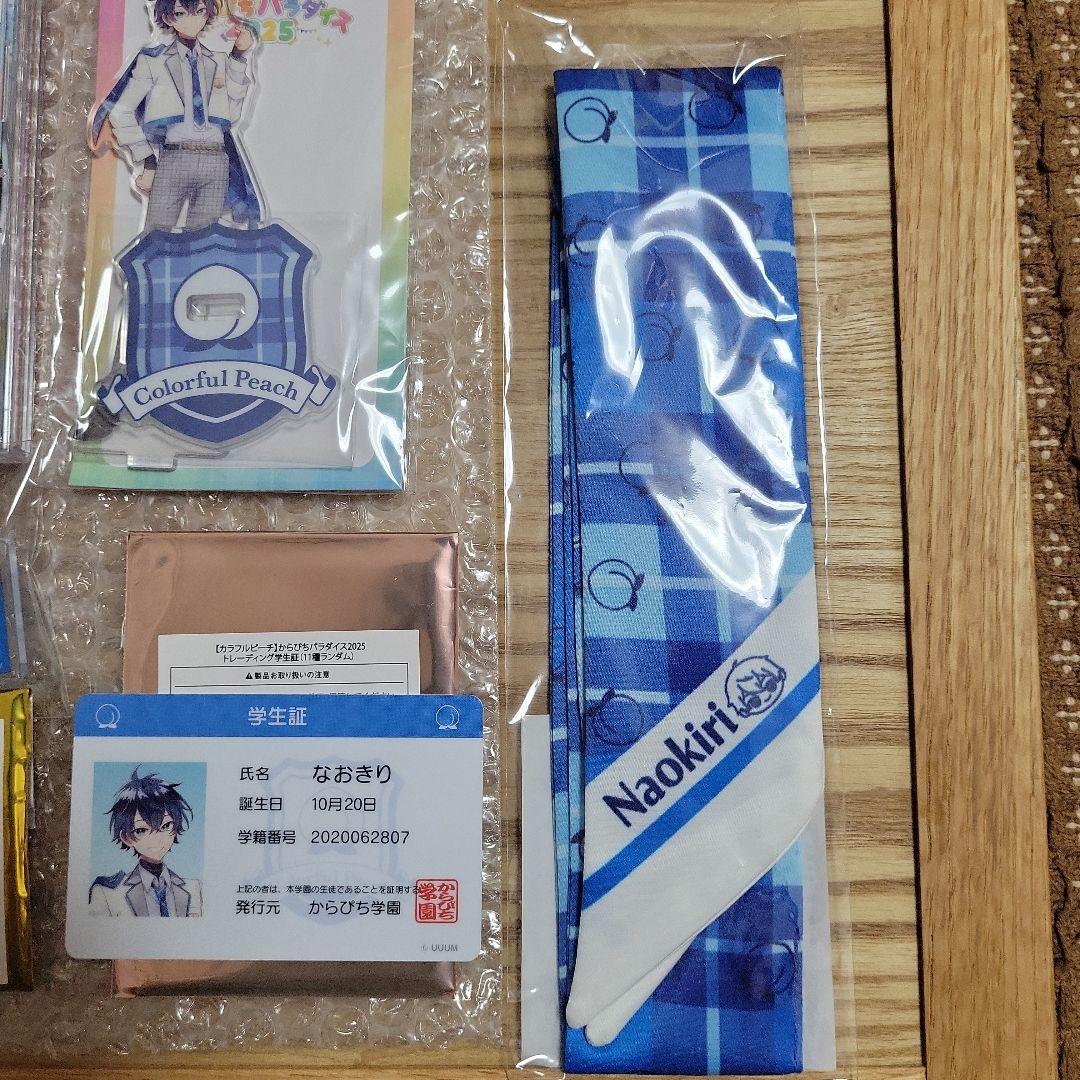 パラダイス
2025
Colorful Peach
【カラフルピーチ】からぴちパラダイス2025
トレーディング学生証(11種ランダム)
⚠製品お取り扱いの注意
学生証
氏名 なおきり
誕生日 10月20日
学籍番号 2020062807
上記の者は、本学園の生徒であることを証明する
発行元 からぴち学園
からぴち
学園
© UUUM
Naokiri